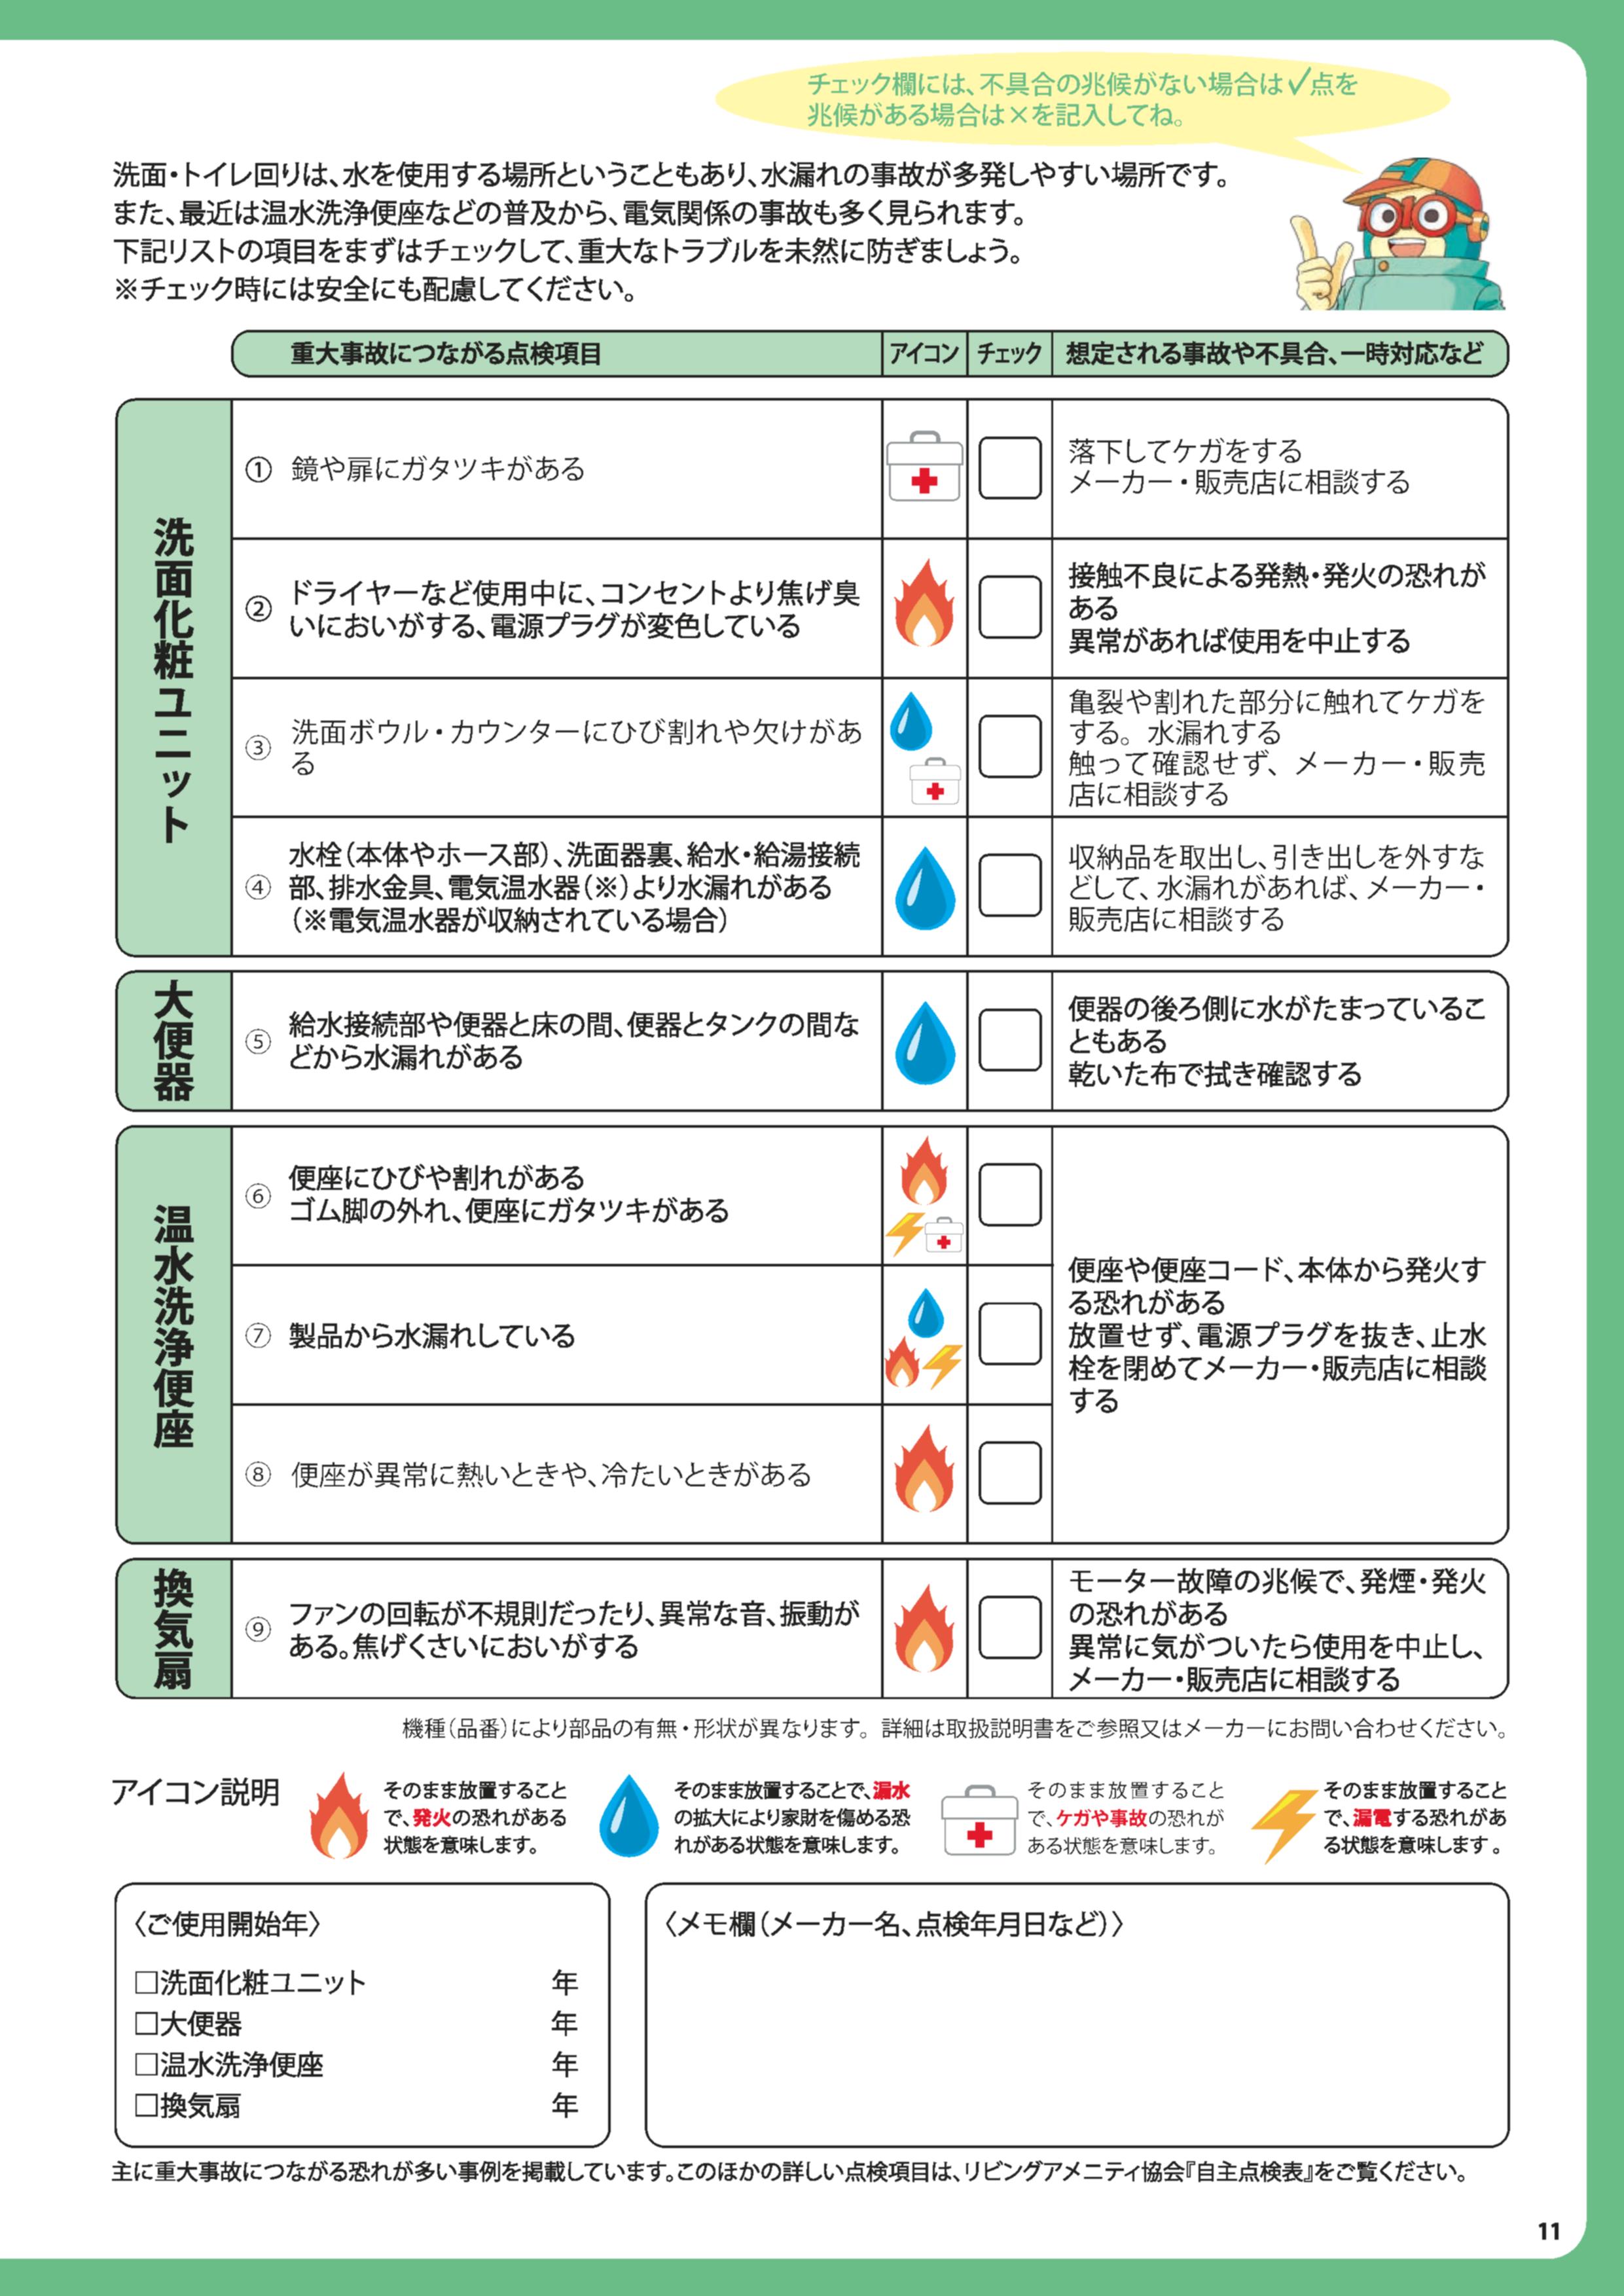 チェック欄には、不具合の兆候がない場合は✓点を
兆候がある場合は×を記入してね。
洗面・トイレ回りは、水を使用する場所ということもあり、水漏れの事故が多発しやすい場所です。
また、最近は温水洗浄便座などの普及から、電気関係の事故も多く見られます。
下記リストの項目をまずはチェックして、重大なトラブルを未然に防ぎましょう。
※チェック時には安全にも配慮してください。
重大事故につながる点検項目
アイコン
チェック
想定される事故や不具合、一時対応など
洗面化粧ユニット
① 鏡や扉にガタツキがある
落下してケガをする
メーカー・販売店に相談する
② ドライヤーなど使用中に、コンセントより焦げ臭
いにおいがする、電源プラグが変色している
接触不良による発熱・発火の恐れが
ある
異常があれば使用を中止する
③ 洗面ボウル・カウンターにひび割れや欠けがあ
る
亀裂や割れた部分に触れてケガを
する。水漏れする
触って確認せず、メーカー・販売
店に相談する
④ 水栓（本体やホース部）、洗面器裏、給水・給湯接続
部、排水金具、電気温水器（※）より水漏れがある
（※電気温水器が収納されている場合）
収納品を取出し、引き出しを外すな
どして、水漏れがあれば、メーカー・
販売店に相談する
大便器
⑤ 給水接続部や便器と床の間、便器とタンクの間な
どから水漏れがある
便器の後ろ側に水がたまっているこ
ともある
乾いた布で拭き確認する
温水洗浄便座
⑥ 便座にひびや割れがある
ゴム脚の外れ、便座にガタツキがある
⑦ 製品から水漏れしている
⑧ 便座が異常に熱いときや、冷たいときがある
便座や便座コード、本体から発火す
る恐れがある
放置せず、電源プラグを抜き、止水
栓を閉めてメーカー・販売店に相談
する
換気扇
⑨ ファンの回転が不規則だったり、異常な音、振動が
ある。焦げくさいにおいがする
モーター故障の兆候で、発煙・発火
の恐れがある
異常に気がついたら使用を中止し、
メーカー・販売店に相談する
機種（品番）により部品の有無・形状が異なります。詳細は取扱説明書をご参照又はメーカーにお問い合わせください。
アイコン説明
そのまま放置すること
で、発火の恐れがある
状態を意味します。
そのまま放置することで、漏水
の拡大により家財を傷める恐
れがある状態を意味します。
そのまま放置すること
で、ケガや事故の恐れが
ある状態を意味します。
そのまま放置すること
で、漏電する恐れがあ
る状態を意味します。
〈ご使用開始年〉
□洗面化粧ユニット 年
□大便器 年
□温水洗浄便座 年
□換気扇 年
〈メモ欄（メーカー名、点検年月日など）〉
主に重大事故につながる恐れが多い事例を掲載しています。このほかの詳しい点検項目は、リビングアメニティ協会『自主点検表』をご覧ください。
11